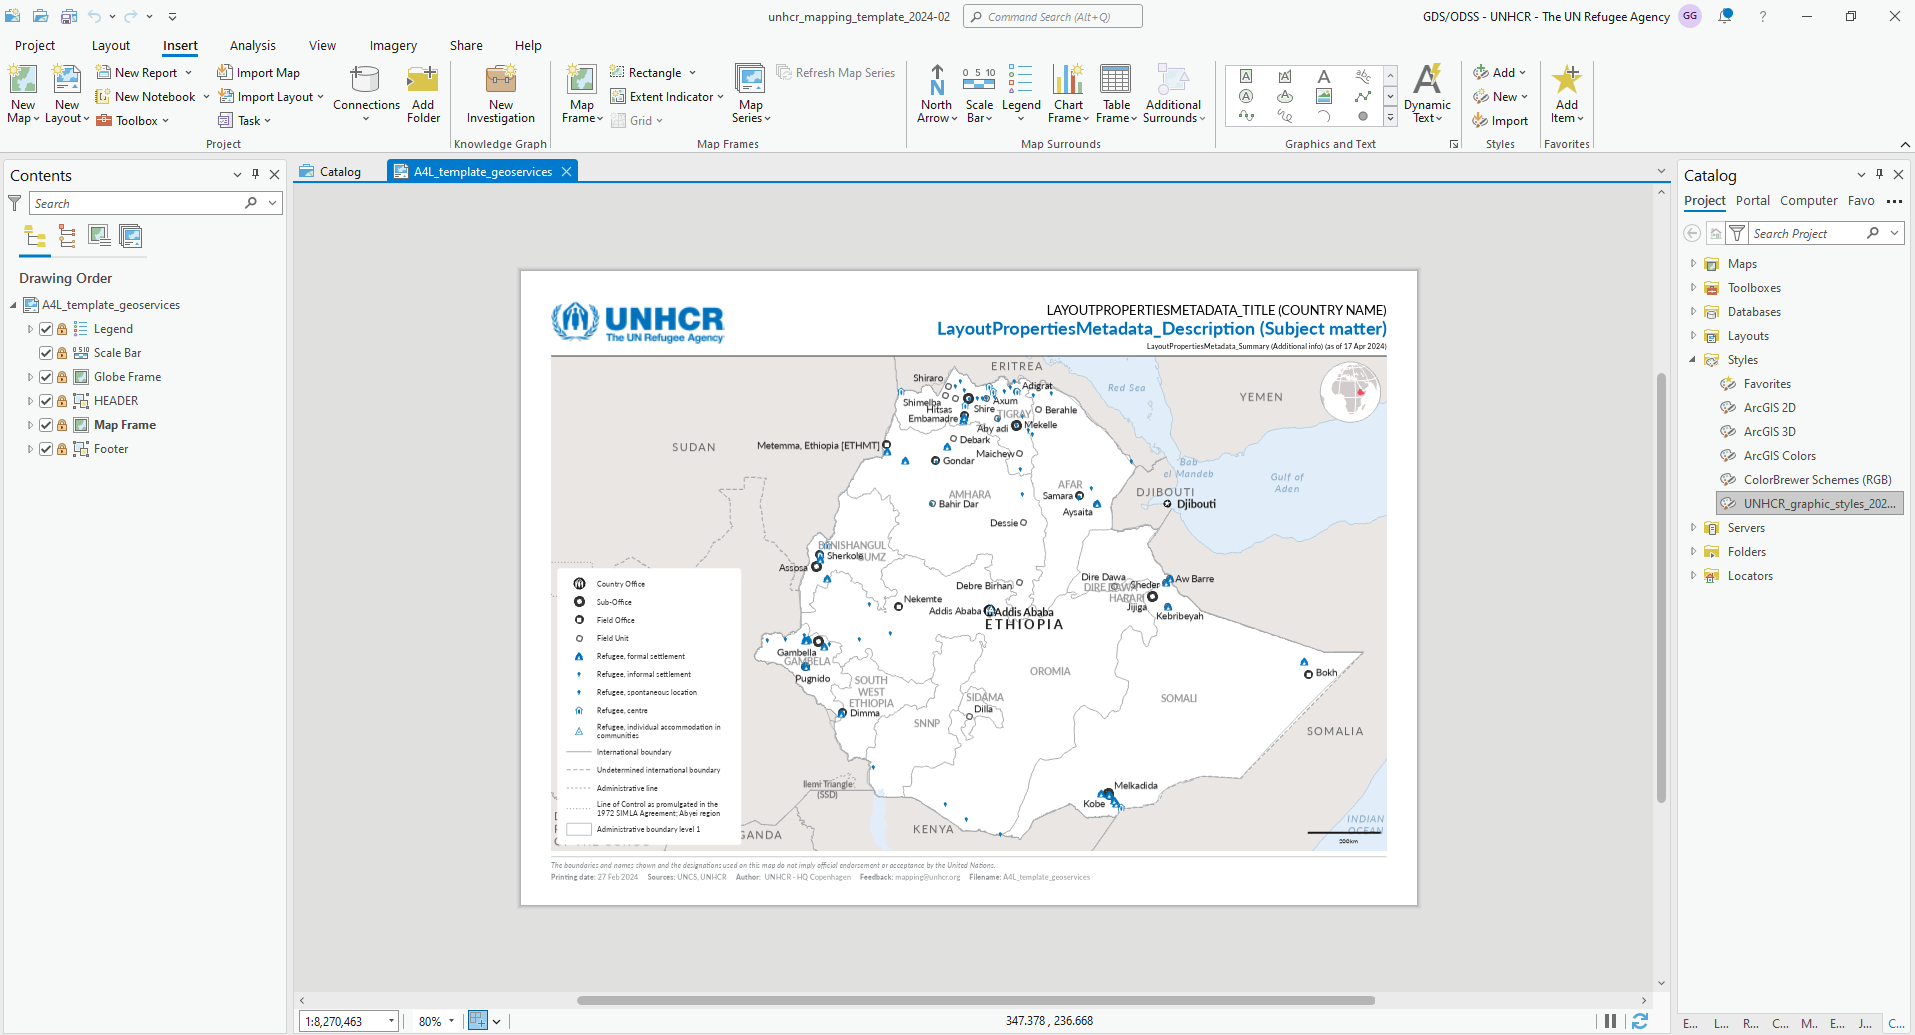 unhcr_mapping_template_2024-02
Command Search (Alt+Q)
GDS/ODSS - UNHCR - The UN Refugee Agency
GG
?
Project
Layout
Insert
Analysis
View
Imagery
Share
Help
New Map
New Layout
New Report
New Notebook
Toolbox
Import Map
Import Layout
Task
Connections
Add Folder
Project
New Investigation
Knowledge Graph
Map Frame
Rectangle
Extent Indicator
Grid
Map Series
Refresh Map Series
Map Frames
North Arrow
Scale Bar
Legend
Chart Frame
Table Frame
Additional Surrounds
Map Surrounds
Dynamic Text
Graphics and Text
Add
New
Import
Styles
Add Item
Favorites
Contents
Search
Drawing Order
A4L_template_geoservices
Legend
Scale Bar
Globe Frame
HEADER
Map Frame
Footer
Catalog
A4L_template_geoservices
UNHCR
The UN Refugee Agency
LAYOUTPROPERTIESMETADATA_TITLE (COUNTRY NAME)
LayoutPropertiesMetadata_Description (Subject matter)
LayoutPropertiesMetadata_Summary (Additional info) (as of 17 Apr 2024)
ERITREA
Red Sea
YEMEN
SUDAN
Shiraro
Adigrat
Shimelba
Hitsas
Axum
Shire
TIGRAY
Berahle
Embamadre
Aby adi
Mekelle
Metemma, Ethiopia [ETHMT]
Debark
Maichew
Gondar
Bab
el Mandeb
Gulf of
Aden
AMHARA
AFAR
DJIBOUTI
Bahir Dar
Samara
Djibouti
Aysaita
Dessie
BENISHANGUL
GUMZ
Sherkole
Assosa
Debre Birhan
Dire Dawa
DIRE DAWA
Sheder
Aw Barre
HARARI
Nekemte
Jijiga
Kebribeyah
Addis Ababa
Addis Ababa
ETHIOPIA
Gambella
GAMBELA
Pugnido
OROMIA
Bokh
SOUTH
WEST
ETHIOPIA
SIDAMA
SOMALI
Dilla
Dimma
SNNP
SOMALIA
Ilemi Triangle
(SSD)
Melkadida
Kobe
KENYA
INDIAN
OCEAN
200km
Country Office
Sub-Office
Field Office
Field Unit
Refugee, formal settlement
Refugee, informal settlement
Refugee, spontaneous location
Refugee, centre
Refugee, individual accommodation in
communities
International boundary
Undetermined international boundary
Administrative line
Line of Control as promulgated in the
1972 SIMLA Agreement; Abyei region
Administrative boundary level 1
The boundaries and names shown and the designations used on this map do not imply official endorsement or acceptance by the United Nations.
Printing date: 27 Feb 2024 Sources: UNCS, UNHCR Author: UNHCR - HQ Copenhagen Feedback: mapping@unhcr.org Filename: A4L_template_geoservices
1:8,270,463
80%
347.378 , 236.668
Catalog
Project
Portal
Computer
Favo
Search Project
Maps
Toolboxes
Databases
Layouts
Styles
Favorites
ArcGIS 2D
ArcGIS 3D
ArcGIS Colors
ColorBrewer Schemes (RGB)
UNHCR_graphic_styles_202...
Servers
Folders
Locators
E... L... R... C... M.. E... J... C...